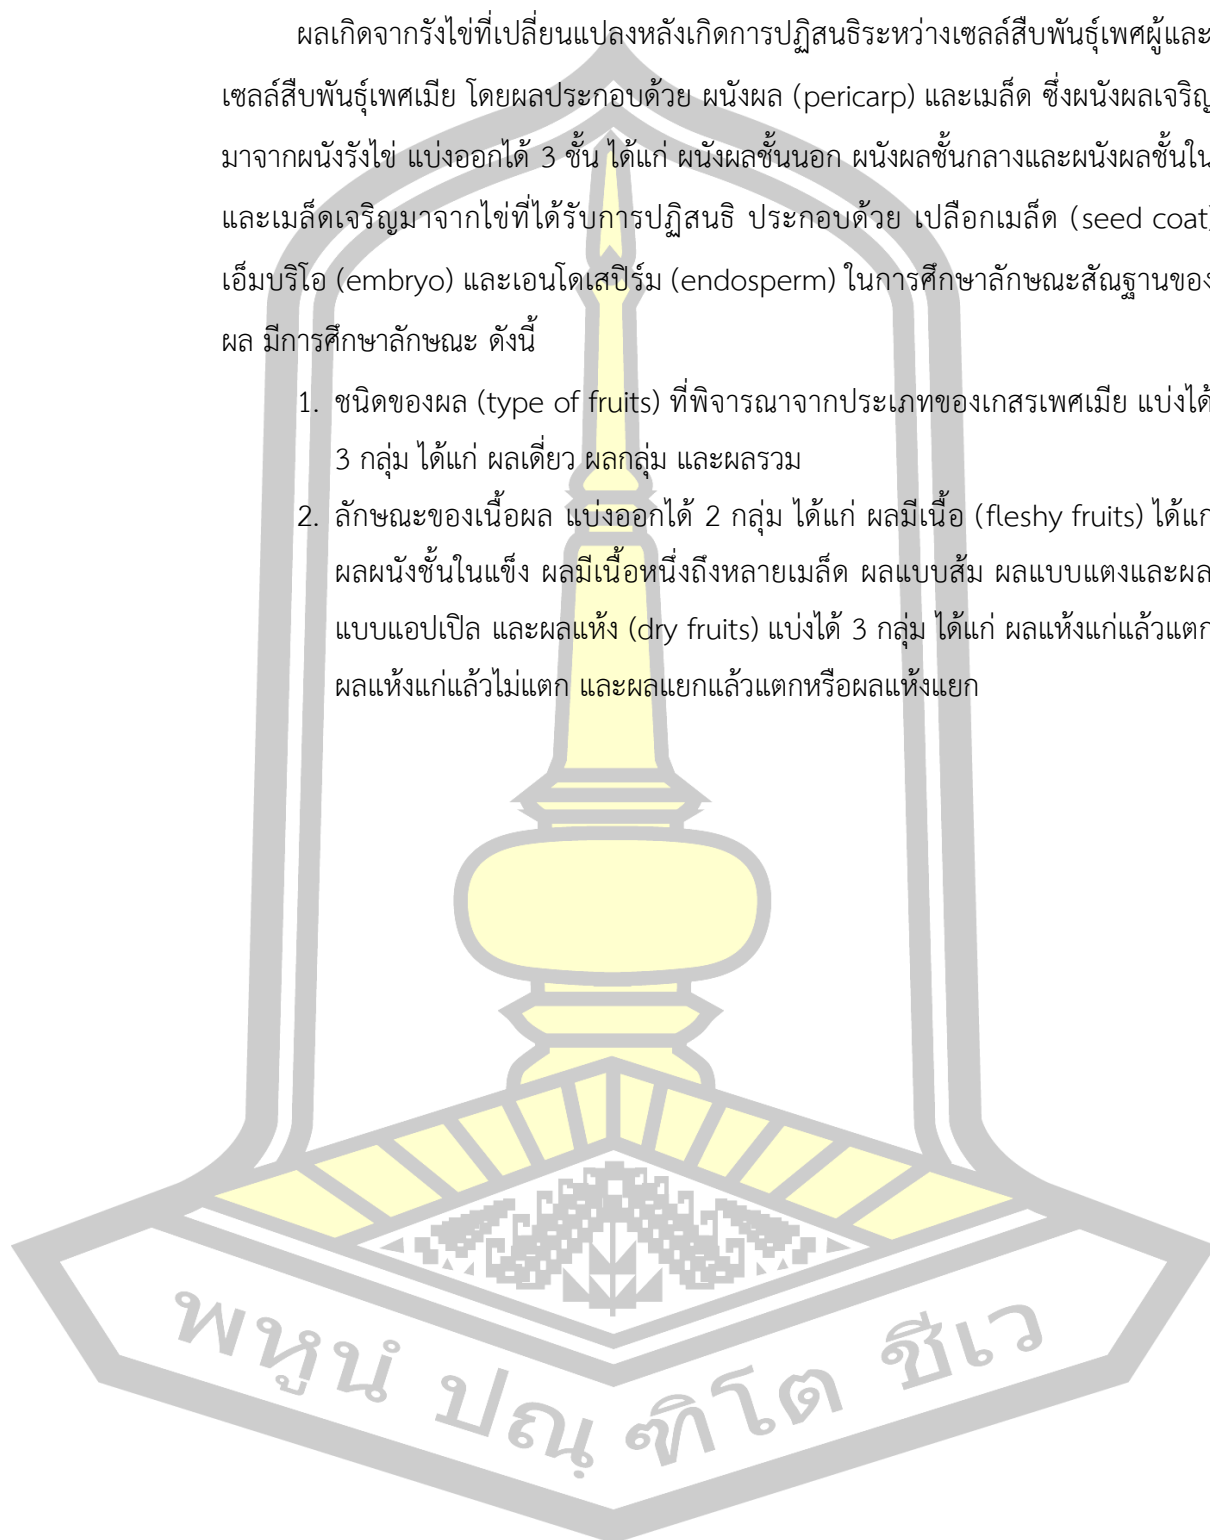 ผลเกิดจากรังไข่ที่เปลี่ยนแปลงหลังเกิดการปฏิสนธิระหว่างเซลล์สืบพันธุ์เพศผู้และ
เซลล์สืบพันธุ์เพศเมีย โดยผลประกอบด้วย ผนังผล (pericarp) และเมล็ด ซึ่งผนังผลเจริญ
มาจากผนังรังไข่ แบ่งออกได้ 3 ชั้น ได้แก่ ผนังผลชั้นนอก ผนังผลชั้นกลางและผนังผลชั้นใน
และเมล็ดเจริญมาจากไข่ที่ได้รับการปฏิสนธิ ประกอบด้วย เปลือกเมล็ด (seed coat)
เอ็มบริโอ (embryo) และเอนโดเสปิร์ม (endosperm) ในการศึกษาลักษณะสัณฐานของ
ผล มีการศึกษาลักษณะ ดังนี้
1. ชนิดของผล (type of fruits) ที่พิจารณาจากประเภทของเกสรเพศเมีย แบ่งได้
3 กลุ่ม ได้แก่ ผลเดี่ยว ผลกลุ่ม และผลรวม
2. ลักษณะของเนื้อผล แบ่งออกได้ 2 กลุ่ม ได้แก่ ผลมีเนื้อ (fleshy fruits) ได้แก่
ผลผนังชั้นในแข็ง ผลมีเนื้อหนึ่งถึงหลายเมล็ด ผลแบบส้ม ผลแบบแตงและผล
แบบแอปเปิล และผลแห้ง (dry fruits) แบ่งได้ 3 กลุ่ม ได้แก่ ผลแห้งแก่แล้วแตก
ผลแห้งแก่แล้วไม่แตก และผลแยกแล้วแตกหรือผลแห้งแยก
พหูนํ ปณฺฑิโต ชีเว